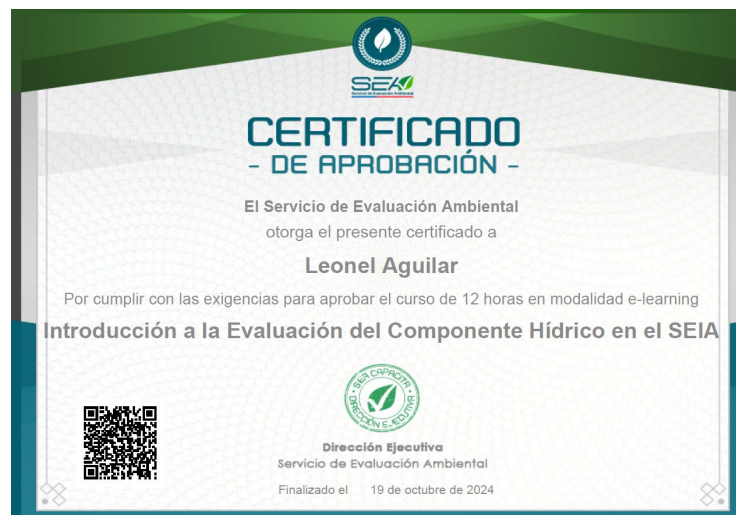 SEA
Servicio de Evaluación Ambiental
CERTIFICADO
- DE APROBACIÓN -
El Servicio de Evaluación Ambiental
otorga el presente certificado a
Leonel Aguilar
Por cumplir con las exigencias para aprobar el curso de 12 horas en modalidad e-learning
Introducción a la Evaluación del Componente Hídrico en el SEIA
SEA CAPACITA
DIRECCIÓN EJECUTIVA
Dirección Ejecutiva
Servicio de Evaluación Ambiental
Finalizado el 19 de octubre de 2024